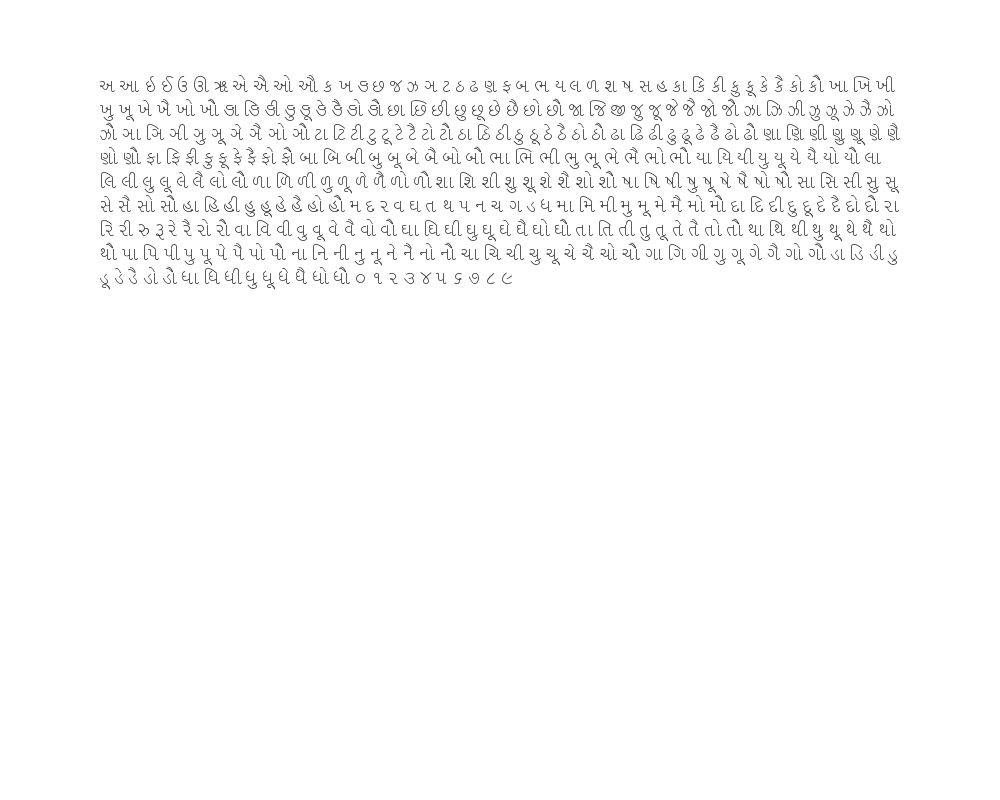 અ આ ઇ ઈ ઉ ઊ ઋ એ ઐ ઓ ઔ ક ખ ઙ છ જ ઝ ઞ ટ ઠ ઢ ણ ફ બ ભ ય લ ળ શ ષ સ હ કા કિ કી કુ કૂ કે કૈ કો કૌ ખા ખિ ખી
ખુ ખૂ ખે ખૈ ખો ખૌ ઙા ઙિ ઙી ઙુ ઙૂ ઙે ઙૈ ઙો ઙૌ છા છિ છી છુ છૂ છે છૈ છો છૌ જા જિ જી જુ જૂ જે જૈ જો જૌ ઝા ઝિ ઝી ઝુ ઝૂ ઝે ઝૈ ઝો
ઝૌ ઞા ઞિ ઞી ઞુ ઞૂ ઞે ઞૈ ઞો ઞૌ ટા ટિ ટી ટુ ટૂ ટે ટૈ ટો ટૌ ઠા ઠિ ઠી ઠુ ઠૂ ઠે ઠૈ ઠો ઠૌ ઢા ઢિ ઢી ઢુ ઢૂ ઢે ઢૈ ઢો ઢૌ ણા ણિ ણી ણુ ણૂ ણે ણૈ
ણો ણૌ ફા ફિ ફી ફુ ફૂ ફે ફૈ ફો ફૌ બા બિ બી બુ બૂ બે બૈ બો બૌ ભા ભિ ભી ભુ ભૂ ભે ભૈ ભો ભૌ યા યિ યી યુ યૂ યે યૈ યો યૌ લા
લિ લી લુ લૂ લે લૈ લો લૌ ળા ળિ ળી ળુ ળૂ ળે ળૈ ળો ળૌ શા શિ શી શુ શૂ શે શૈ શો શૌ ષા ષિ ષી ષુ ષૂ ષે ષૈ ષો ષૌ સા સિ સી સુ સૂ
સે સૈ સો સૌ હા હિ હી હુ હૂ હે હૈ હો હૌ મ દ ર વ ઘ ત થ પ ન ચ ગ ડ ધ મા મિ મી મુ મૂ મે મૈ મો મૌ દા દિ દી દુ દૂ દે દૈ દો દૌ રા
રિ રી રુ રૂ રે રૈ રો રૌ વા વિ વી વુ વૂ વે વૈ વો વૌ ઘા ઘિ ઘી ઘુ ઘૂ ઘે ઘૈ ઘો ઘૌ તા તિ તી તુ તૂ તે તૈ તો તૌ થા થિ થી થુ થૂ થે થૈ થો
થૌ પા પિ પી પુ પૂ પે પૈ પો પૌ ના નિ ની નુ નૂ ને નૈ નો નૌ ચા ચિ ચી ચુ ચૂ ચે ચૈ ચો ચૌ ગા ગિ ગી ગુ ગૂ ગે ગૈ ગો ગૌ ડા ડિ ડી ડુ
ડૂ ડે ડૈ ડો ડૌ ધા ધિ ધી ધુ ધૂ ધે ધૈ ધો ધૌ ૦ ૧ ૨ ૩ ૪ ૫ ૬ ૭ ૮ ૯